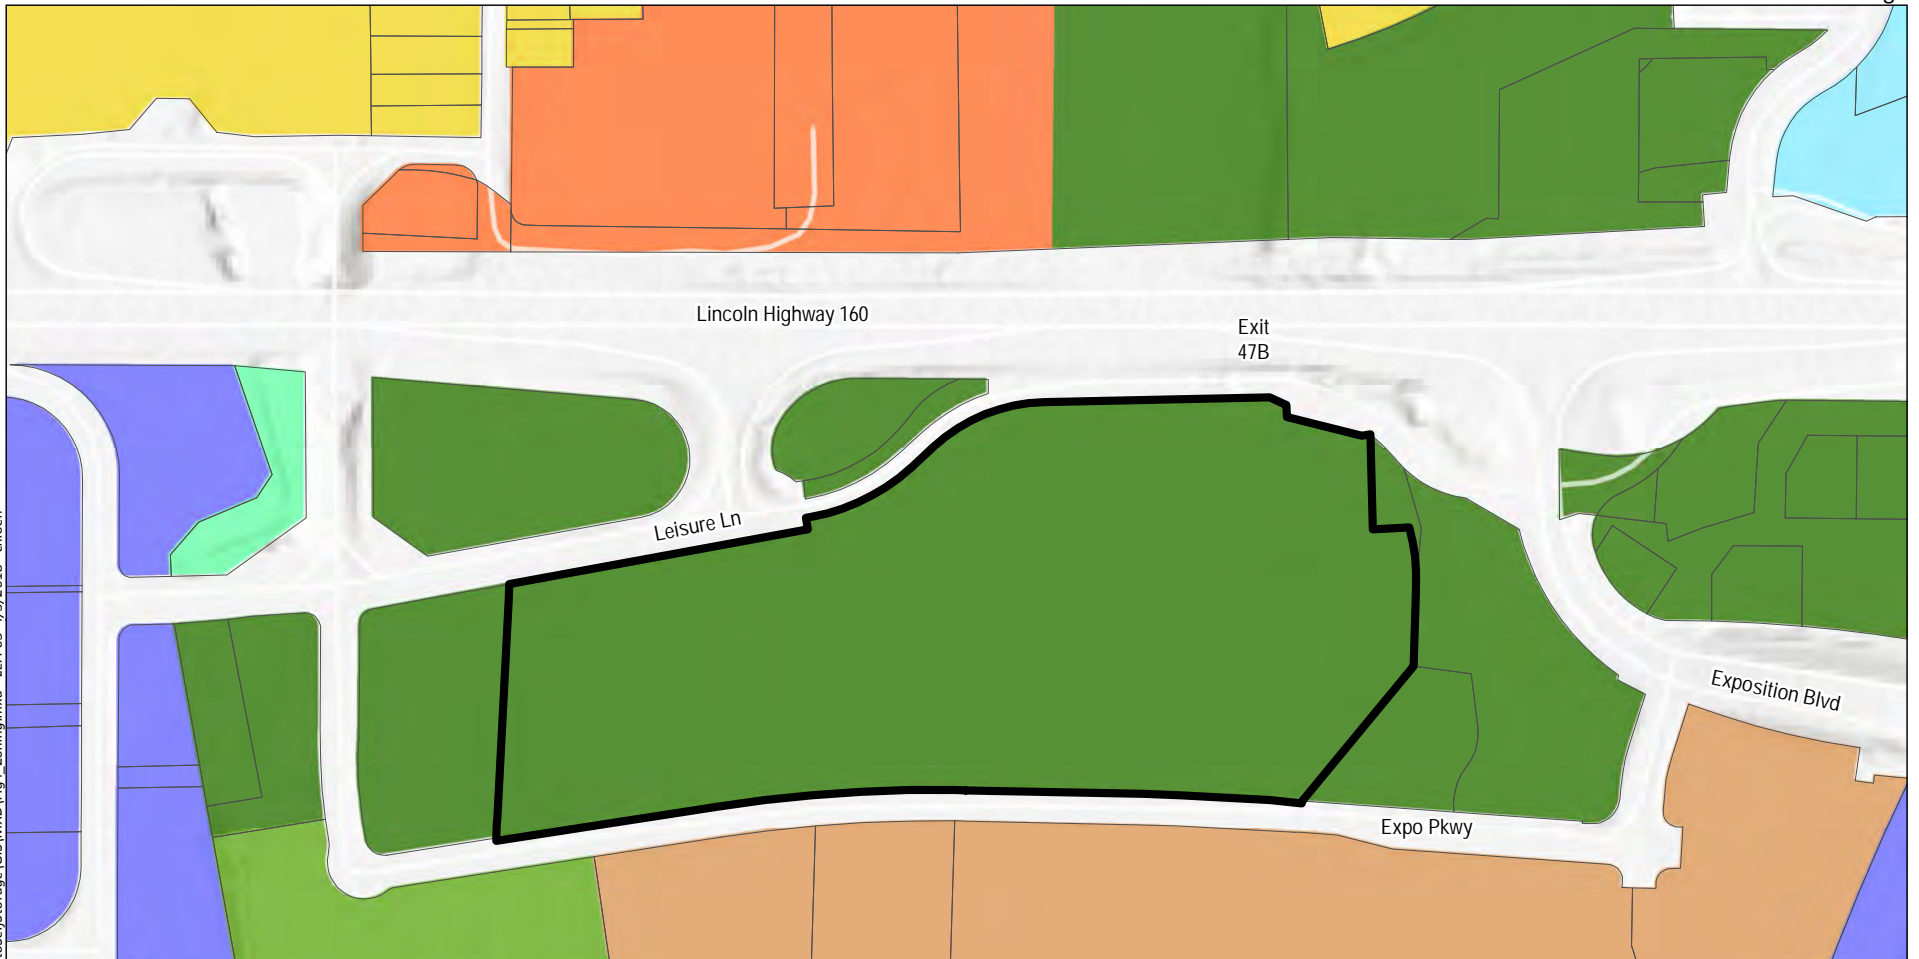 Lincoln Highway 160
Exit
47B
Leisure Ln
Exposition Blvd
Expo Pkwy